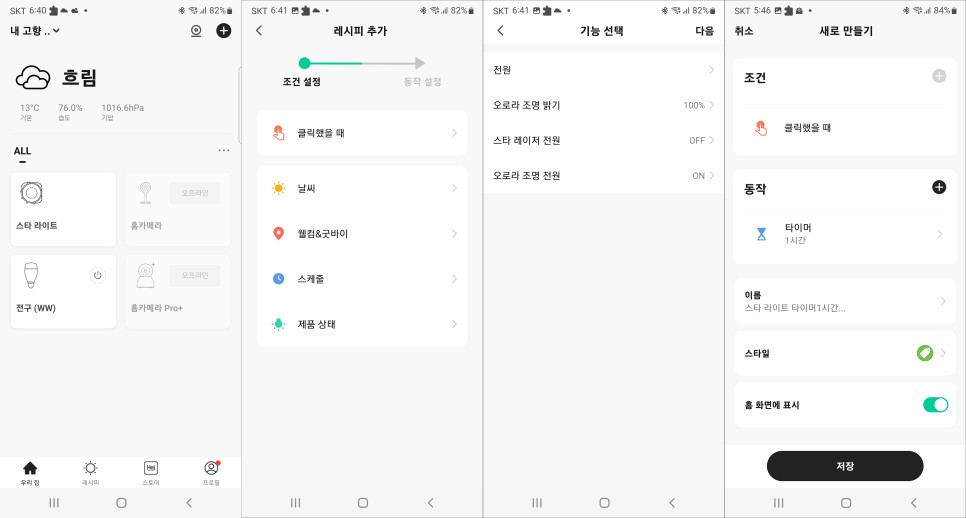 SKT 6:40 82%
내 고향 ..
흐림
13°C 76.0% 1016.6hPa
기온 습도 기압
ALL
스타 라이트
오프라인
홈카메라
전구 (WW)
오프라인
홈카메라 Pro+
우리 집 레시피 스토어 프로필
SKT 6:41 82%
레시피 추가
조건 설정 동작 설정
클릭했을 때
날씨
웰컴&굿바이
스케줄
제품 상태
SKT 6:41 82%
기능 선택 다음
전원
오로라 조명 밝기 100%
스타 레이저 전원 OFF
오로라 조명 전원 ON
SKT 5:46 84%
취소 새로 만들기
조건
클릭했을 때
동작
타이머
1시간
이름
스타 라이트 타이머1시간...
스타일
홈 화면에 표시
저장